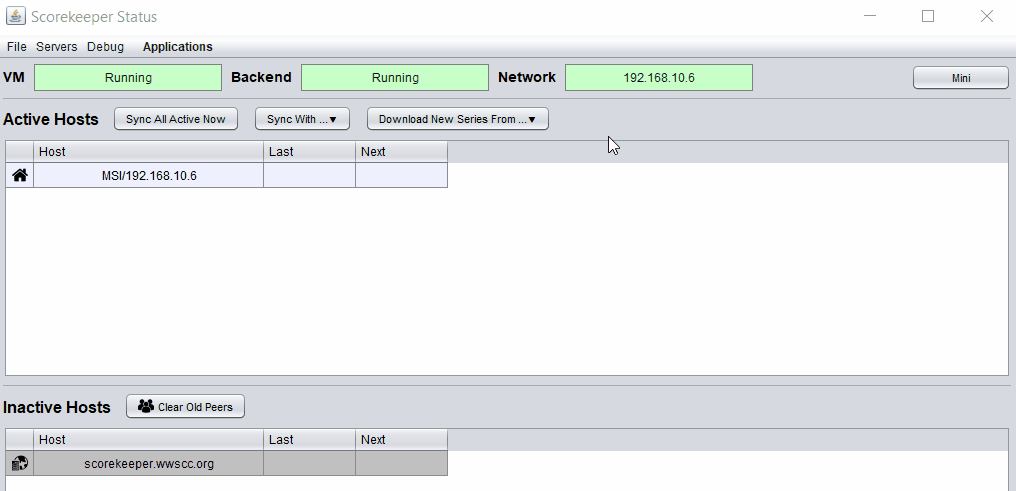 Scorekeeper Status
File Servers Debug Applications
VM Running Backend Running Network 192.168.10.6 Mini
Active Hosts Sync All Active Now Sync With ... Download New Series From ...
Host Last Next
MSI/192.168.10.6
Inactive Hosts Clear Old Peers
Host Last Next
scorekeeper.wwscc.org